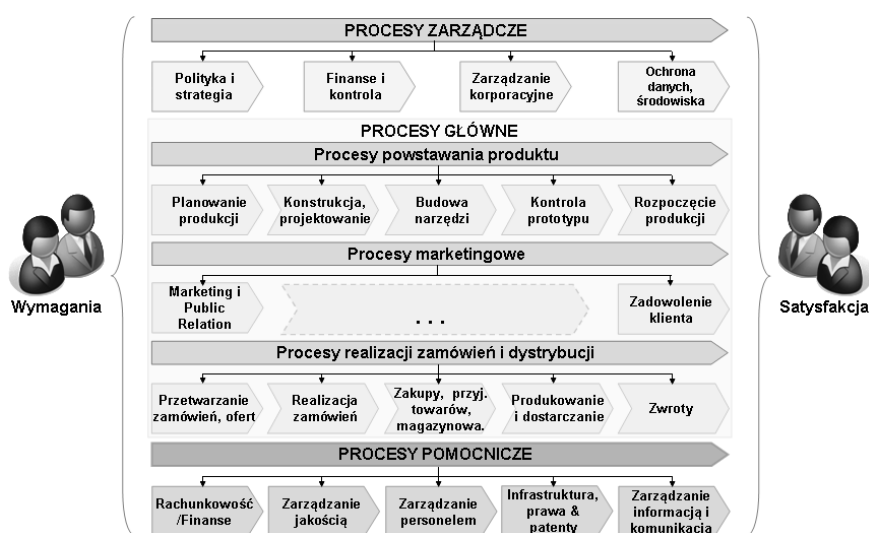 PROCESY ZARZĄDCZE
Polityka i
strategia
Finanse i
kontrola
Zarządzanie
korporacyjne
Ochrona
danych,
środowiska
PROCESY GŁÓWNE
Procesy powstawania produktu
Planowanie
produkcji
Konstrukcja,
projektowanie
Budowa
narzędzi
Kontrola
prototypu
Rozpoczęcie
produkcji
Wymagania
Satysfakcja
Procesy marketingowe
Marketing i
Public
Relation
...
Zadowolenie
klienta
Procesy realizacji zamówień i dystrybucji
Przetwarzanie
zamówień, ofert
Realizacja
zamówień
Zakupy, przyj.
towarów,
magazynowa.
Produkowanie
i dostarczanie
Zwroty
PROCESY POMOCNICZE
Rachunkowość
/Finanse
Zarządzanie
jakością
Zarządzanie
personelem
Infrastruktura,
prawa &
patenty
Zarządzanie
informacją i
komunikacją